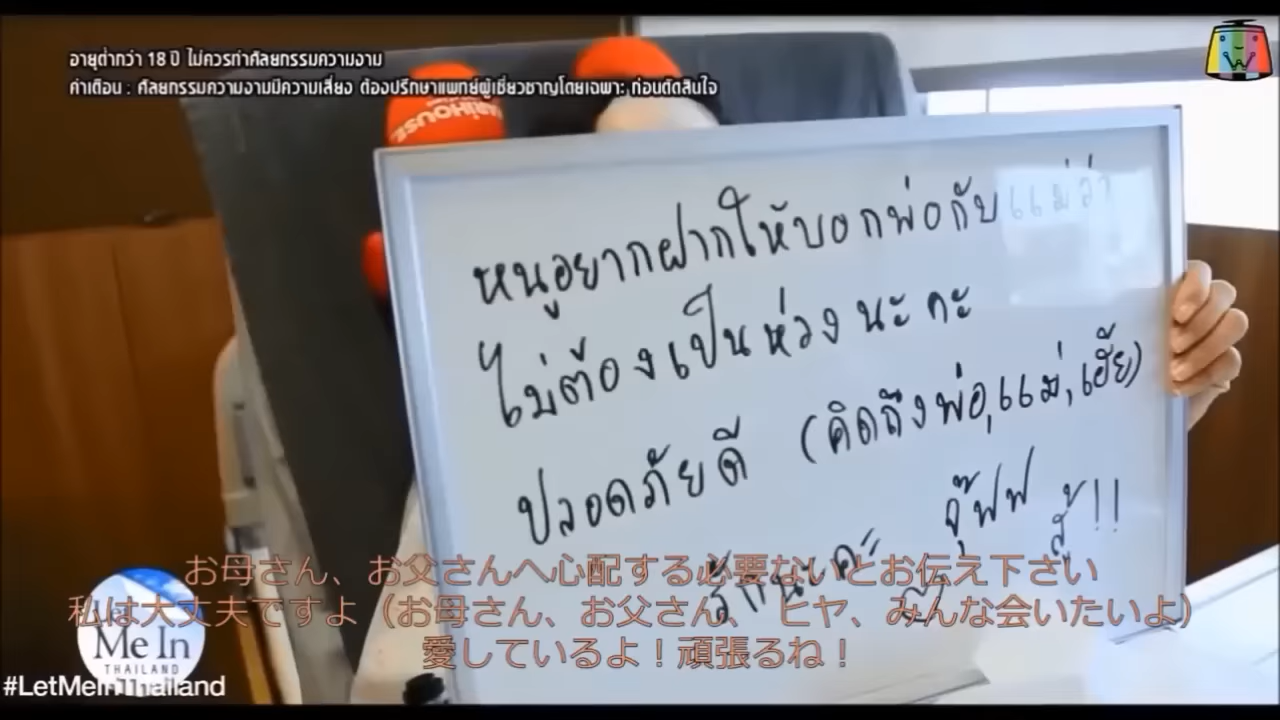 อายุต่ำกว่า 18 ปี ไม่ควรทำศัลยกรรมความงาม
คำเตือน : ศัลยกรรมความงามมีความเสี่ยง ต้องปรึกษาแพทย์ผู้เชี่ยวชาญโดยเฉพาะ ก่อนตัดสินใจ
หนูอยากฝากให้บอกพ่อกับแม่ว่า
ไม่ต้องเป็นห่วงนะคะ
ปลอดภัยดี (คิดถึงพ่อ,แม่,เฮีย)
รักนะคะ จุ๊ฟฟ สู้!!
お母さん、お父さんへ心配する必要ないとお伝え下さい
私は大丈夫ですよ（お母さん、お父さん、 ヒヤ、みんな会いたいよ）
愛しているよ！頑張るね！
Me In
THAILAND
#LetMeInThailand